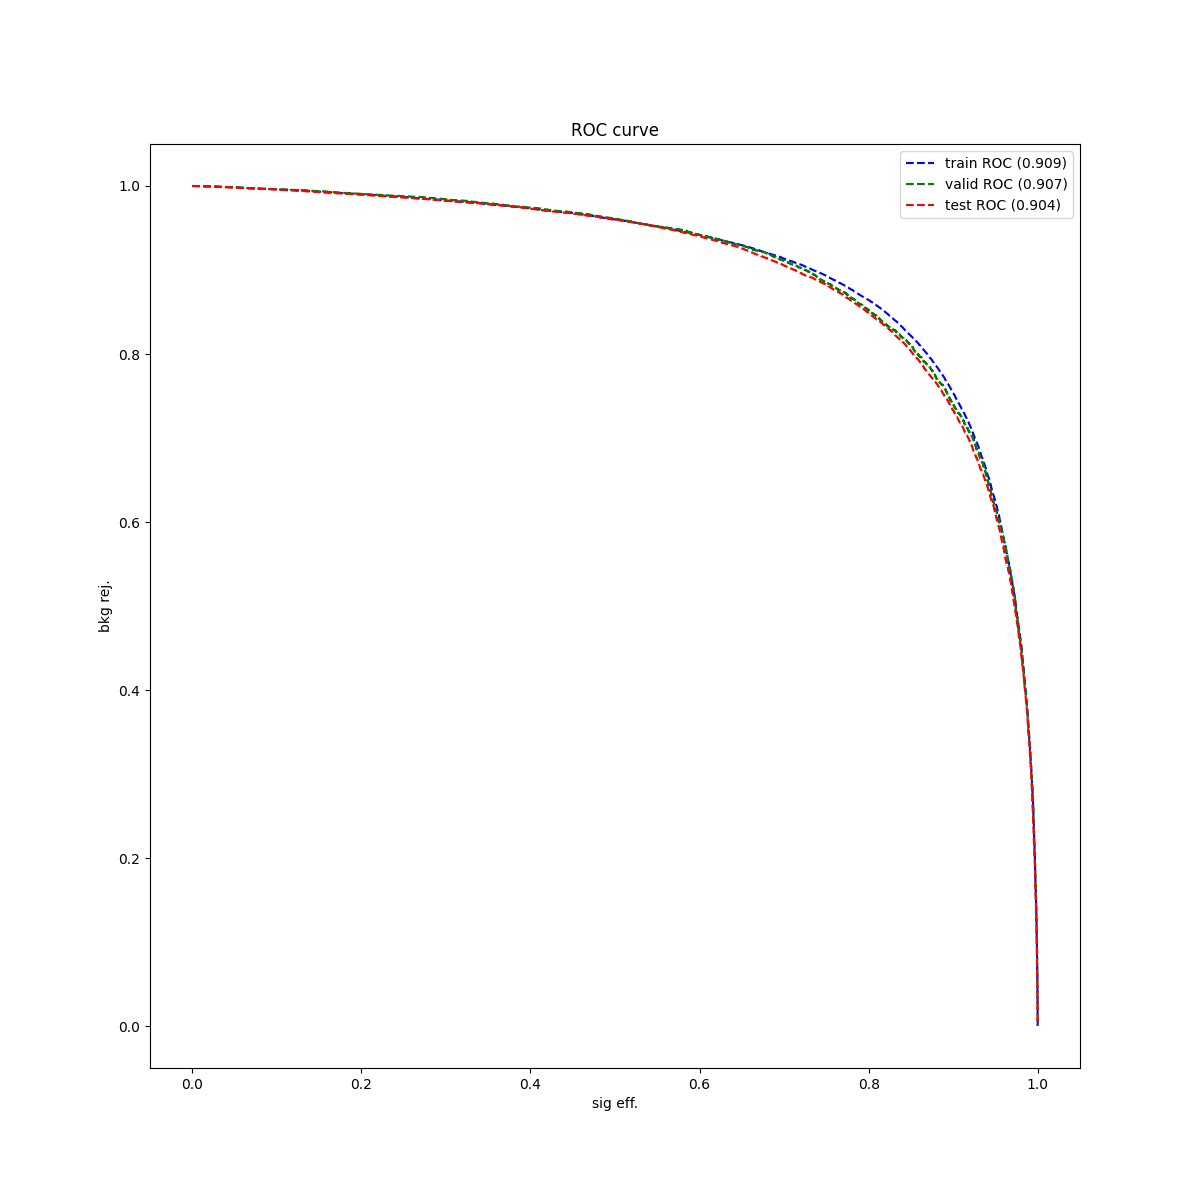 ROC curve
train ROC (0.909)
valid ROC (0.907)
test ROC (0.904)
1.0
0.8
0.6
0.4
0.2
0.0
bkg rej.
0.0 0.2 0.4 0.6 0.8 1.0
sig eff.